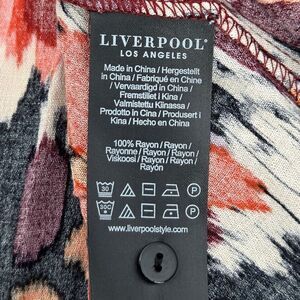 LIVERPOOL
LOS ANGELES
Made in China / Hergestellt
in China / Fabriqué en Chine
/ Vervaardigd in China /
Fremstillet i Kina /
Valmistettu Kiinassa /
Prodotto in Cina / Produsert i
Kina / Hecho en China
100% Rayon / Rayon /
Rayonne / Rayon / Rayon /
Viskoosi / Rayon / Rayon /
Rayón
30
P
30C
P
www.liverpoolstyle.com